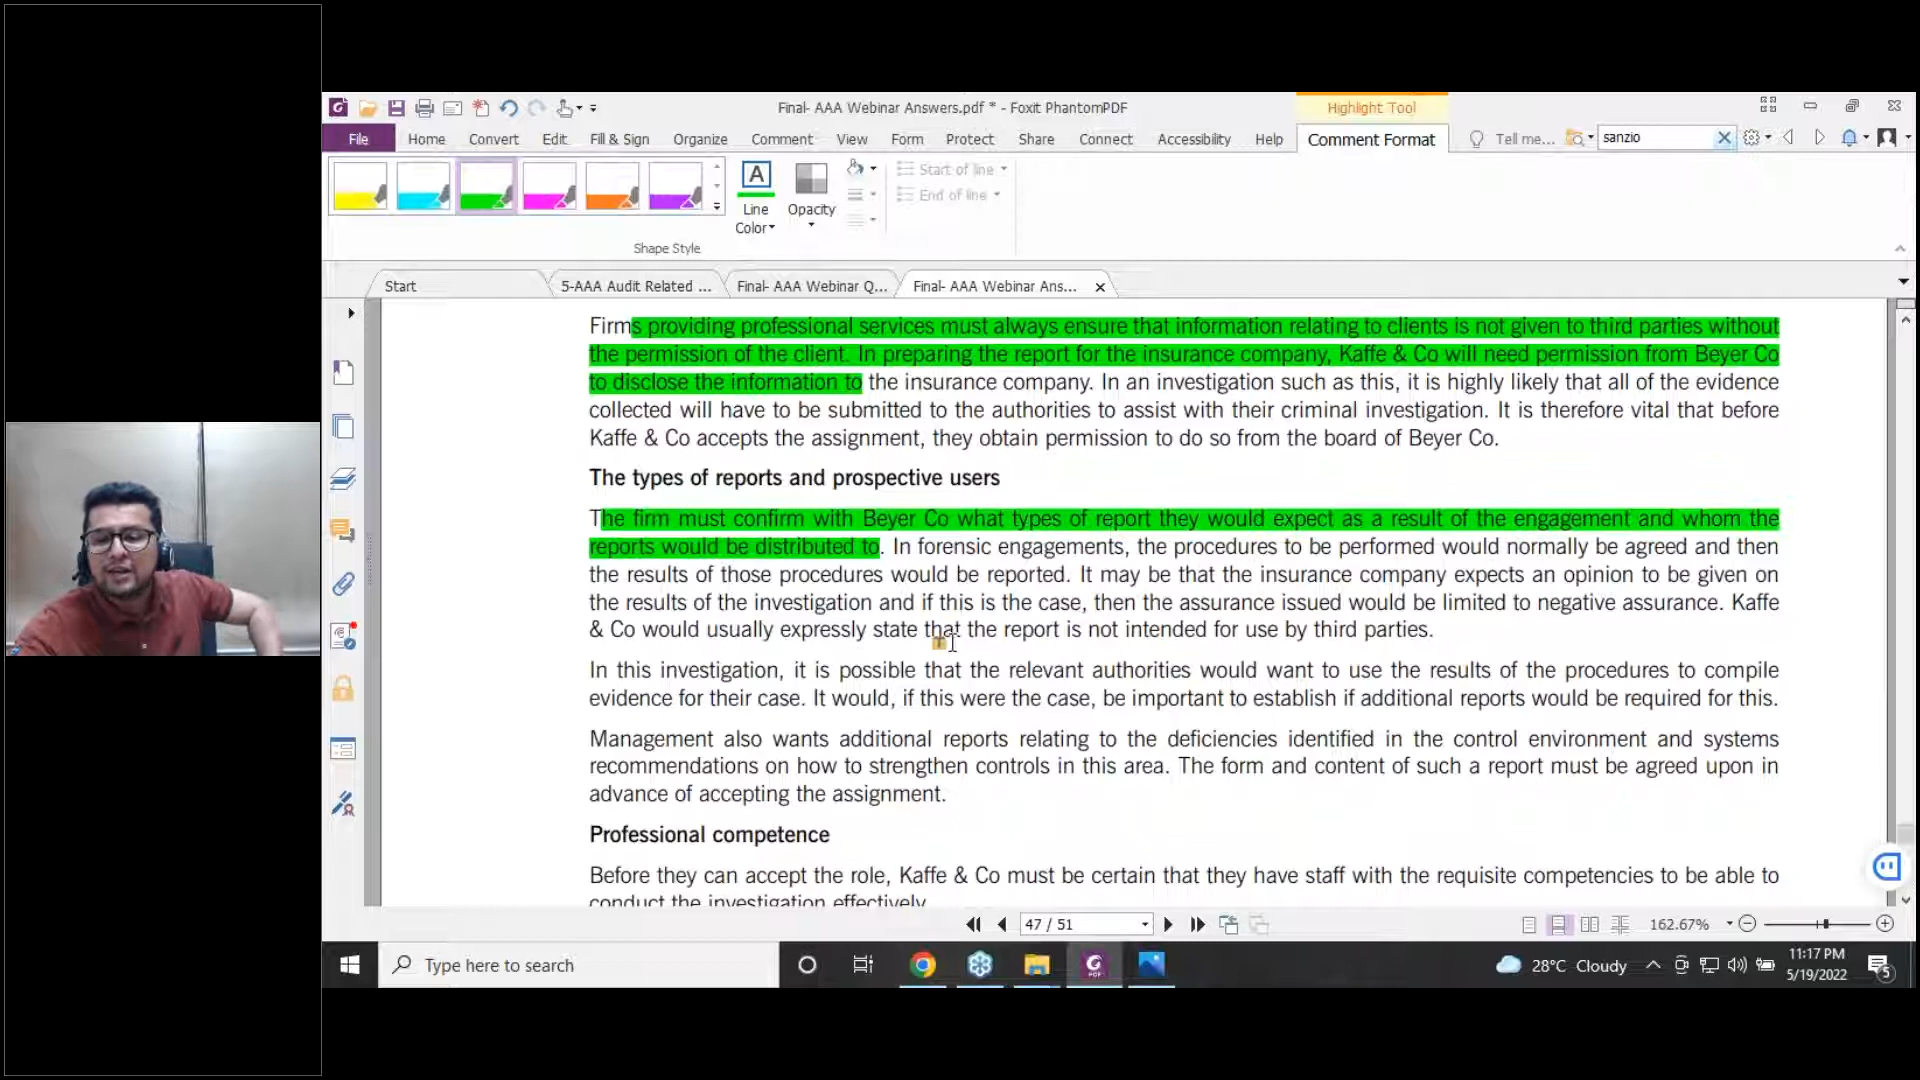 Final- AAA Webinar Answers.pdf * - Foxit PhantomPDF
Highlight Tool
File
Home
Convert
Edit
Fill & Sign
Organize
Comment
View
Form
Protect
Share
Connect
Accessibility
Help
Comment Format
Tell me...
sanzio
Line
Color
Opacity
Start of line
End of line
Shape Style
Start
5-AAA Audit Related ...
Final- AAA Webinar Q...
Final- AAA Webinar Ans...
Firms providing professional services must always ensure that information relating to clients is not given to third parties without
the permission of the client. In preparing the report for the insurance company, Kaffe & Co will need permission from Beyer Co
to disclose the information to the insurance company. In an investigation such as this, it is highly likely that all of the evidence
collected will have to be submitted to the authorities to assist with their criminal investigation. It is therefore vital that before
Kaffe & Co accepts the assignment, they obtain permission to do so from the board of Beyer Co.
The types of reports and prospective users
The firm must confirm with Beyer Co what types of report they would expect as a result of the engagement and whom the
reports would be distributed to. In forensic engagements, the procedures to be performed would normally be agreed and then
the results of those procedures would be reported. It may be that the insurance company expects an opinion to be given on
the results of the investigation and if this is the case, then the assurance issued would be limited to negative assurance. Kaffe
& Co would usually expressly state that the report is not intended for use by third parties.
In this investigation, it is possible that the relevant authorities would want to use the results of the procedures to compile
evidence for their case. It would, if this were the case, be important to establish if additional reports would be required for this.
Management also wants additional reports relating to the deficiencies identified in the control environment and systems
recommendations on how to strengthen controls in this area. The form and content of such a report must be agreed upon in
advance of accepting the assignment.
Professional competence
Before they can accept the role, Kaffe & Co must be certain that they have staff with the requisite competencies to be able to
conduct the investigation effectively.
47 / 51
162.67%
Type here to search
28°C Cloudy
11:17 PM
5/19/2022
5